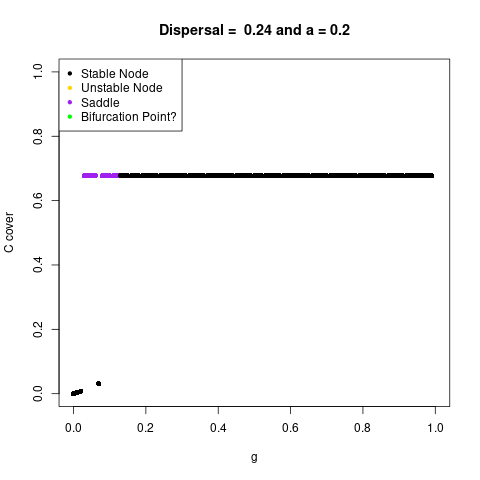 Dispersal =  0.24 and a = 0.2
Stable Node
Unstable Node
Saddle
Bifurcation Point?
C cover
1.0
0.8
0.6
0.4
0.2
0.0
0.0 0.2 0.4 0.6 0.8 1.0
g